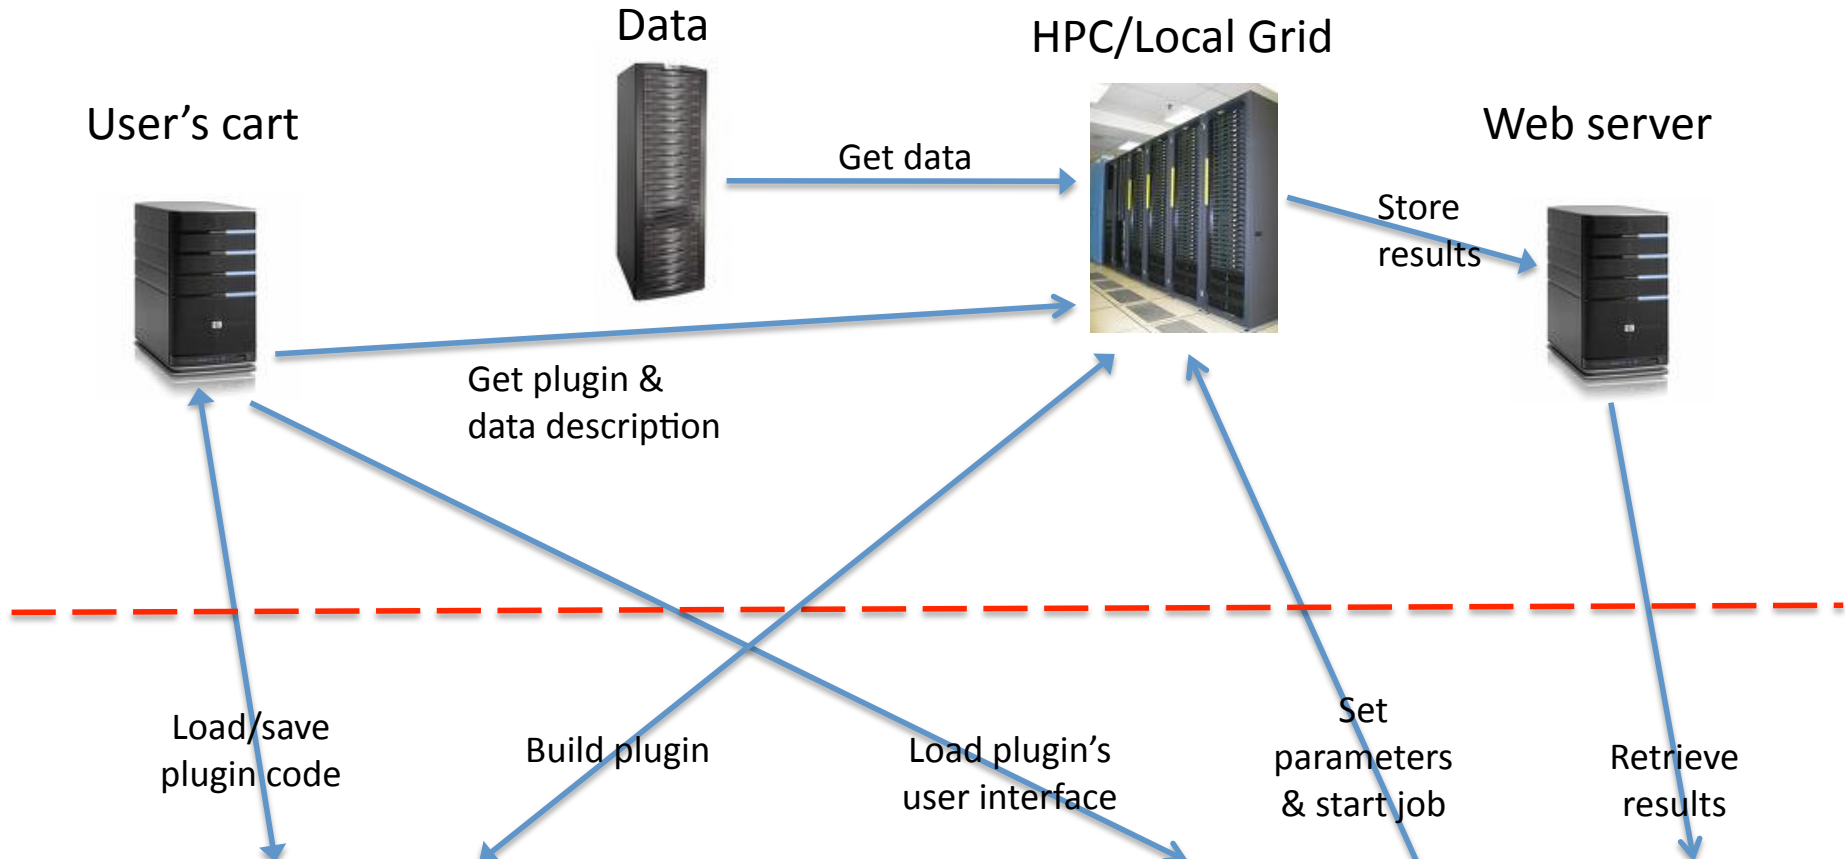 Data
HPC/Local Grid
User’s cart
Web server
Get data
Store
results
Get plugin &
data description
Load/save
plugin code
Build plugin
Load plugin’s
user interface
Set
parameters
& start job
Retrieve
results